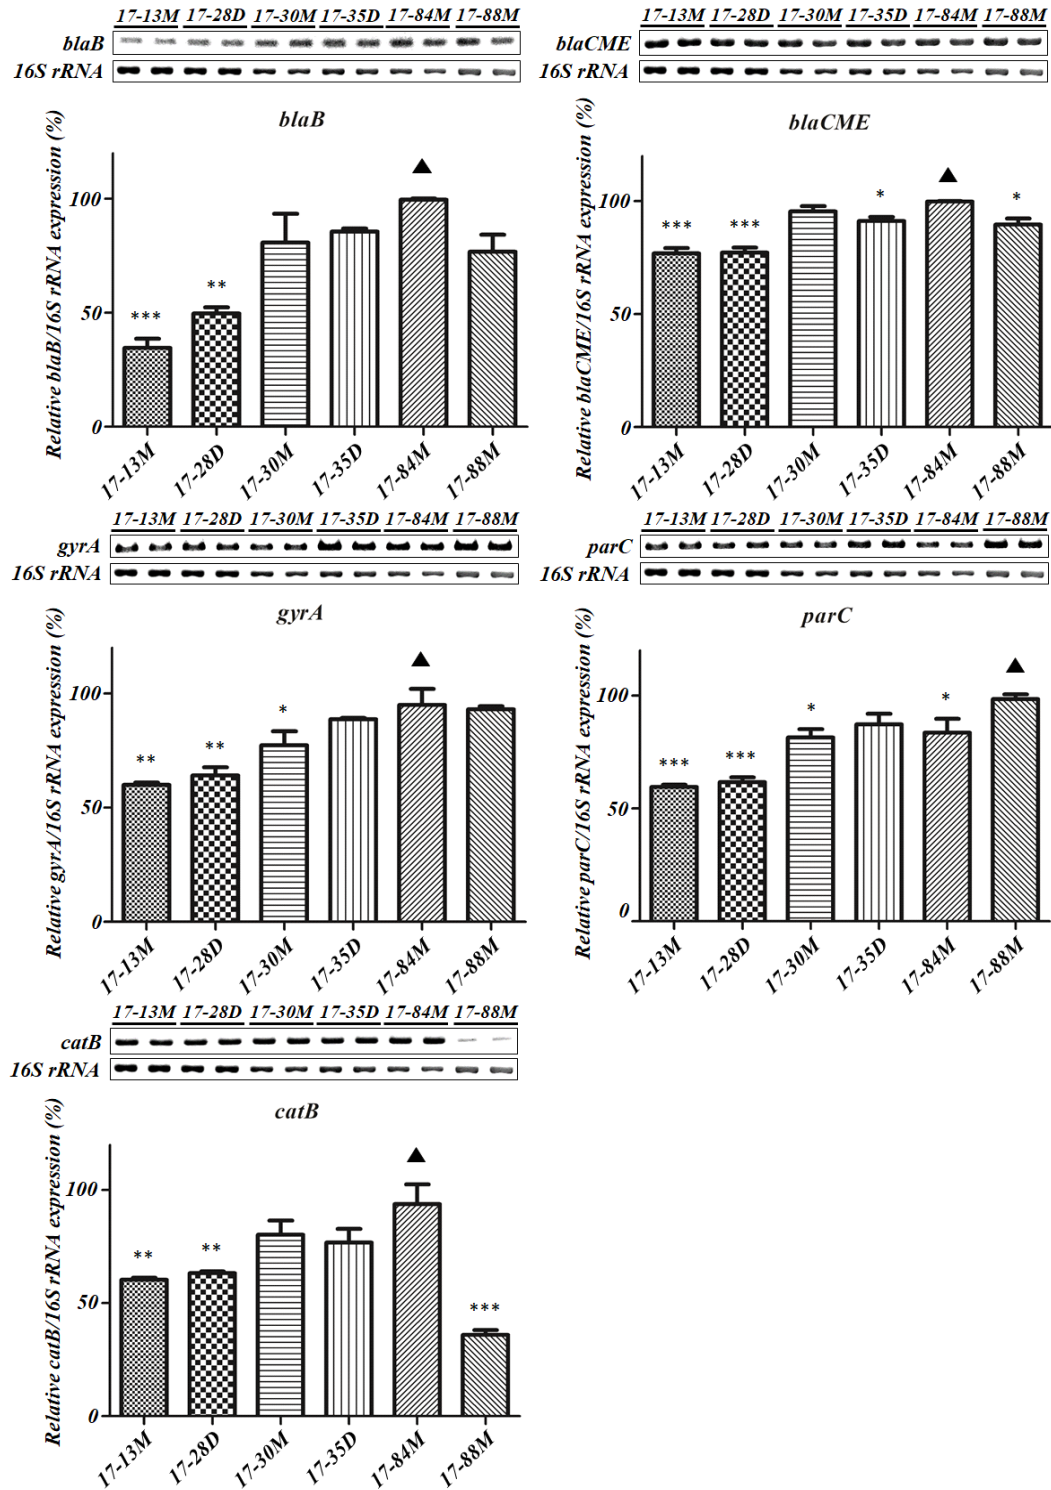 17-13M 17-28D 17-30M 17-35D 17-84M 17-88M
blaB
16S rRNA
blaB
Relative blaB/16S rRNA expression (%)
100
50
0
*** ** ▲
17-13M 17-28D 17-30M 17-35D 17-84M 17-88M
17-13M 17-28D 17-30M 17-35D 17-84M 17-88M
blaCME
16S rRNA
blaCME
Relative blaCME/16S rRNA expression (%)
100
50
0
*** *** * ▲ *
17-13M 17-28D 17-30M 17-35D 17-84M 17-88M
17-13M 17-28D 17-30M 17-35D 17-84M 17-88M
gyrA
16S rRNA
gyrA
Relative gyrA/16S rRNA expression (%)
100
50
0
** ** * ▲
17-13M 17-28D 17-30M 17-35D 17-84M 17-88M
17-13M 17-28D 17-30M 17-35D 17-84M 17-88M
parC
16S rRNA
parC
Relative parC/16S rRNA expression (%)
100
50
0
*** *** * * ▲
17-13M 17-28D 17-30M 17-35D 17-84M 17-88M
17-13M 17-28D 17-30M 17-35D 17-84M 17-88M
catB
16S rRNA
catB
Relative catB/16S rRNA expression (%)
100
50
0
** ** ▲ ***
17-13M 17-28D 17-30M 17-35D 17-84M 17-88M